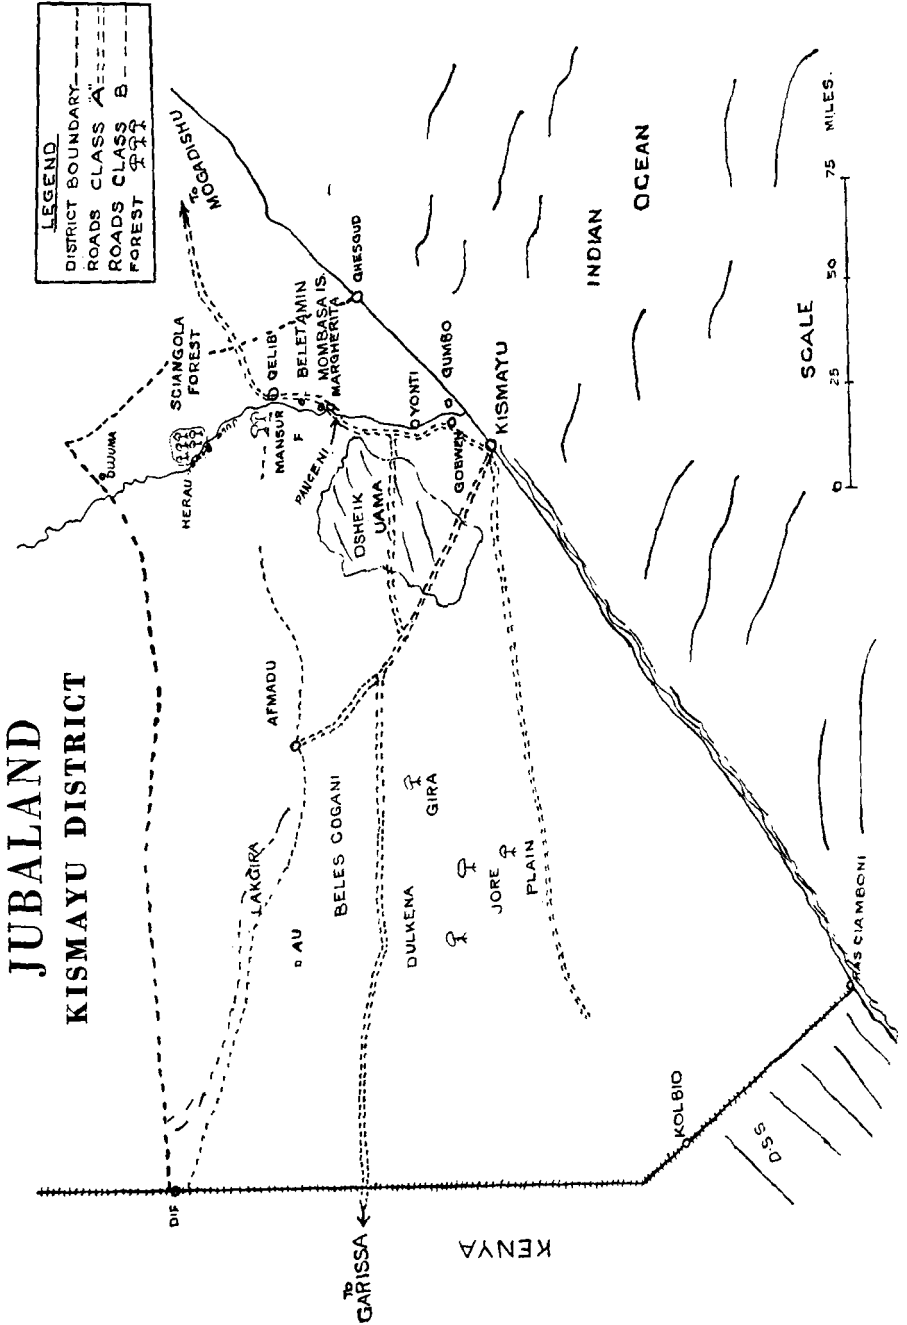 JUBALAND
KISMAYU DISTRICT
LEGEND
DISTRICT BOUNDARY
ROADS CLASS "A"
ROADS CLASS B
FOREST
To
MOGADISHU
SCIANGOLA
FOREST
DUJUMA
HERAU
GELIB
MANSUR
F
BELETAMIN
MOMBASA IS.
MARGHERITA
GHESGUD
PANGENI
YONTI
GUMBO
GOBWEN
KISMAYU
DSHEIK
UAMA
AFMADU
LAKGIRA
DAU
BELES COGANI
GIRA
DULKENA
JORE
PLAIN
DIF
To
GARISSA
KENYA
KOLBIO
RAS CIAMBONI
D.S.S
INDIAN
OCEAN
SCALE
0 25 50 75 MILES.